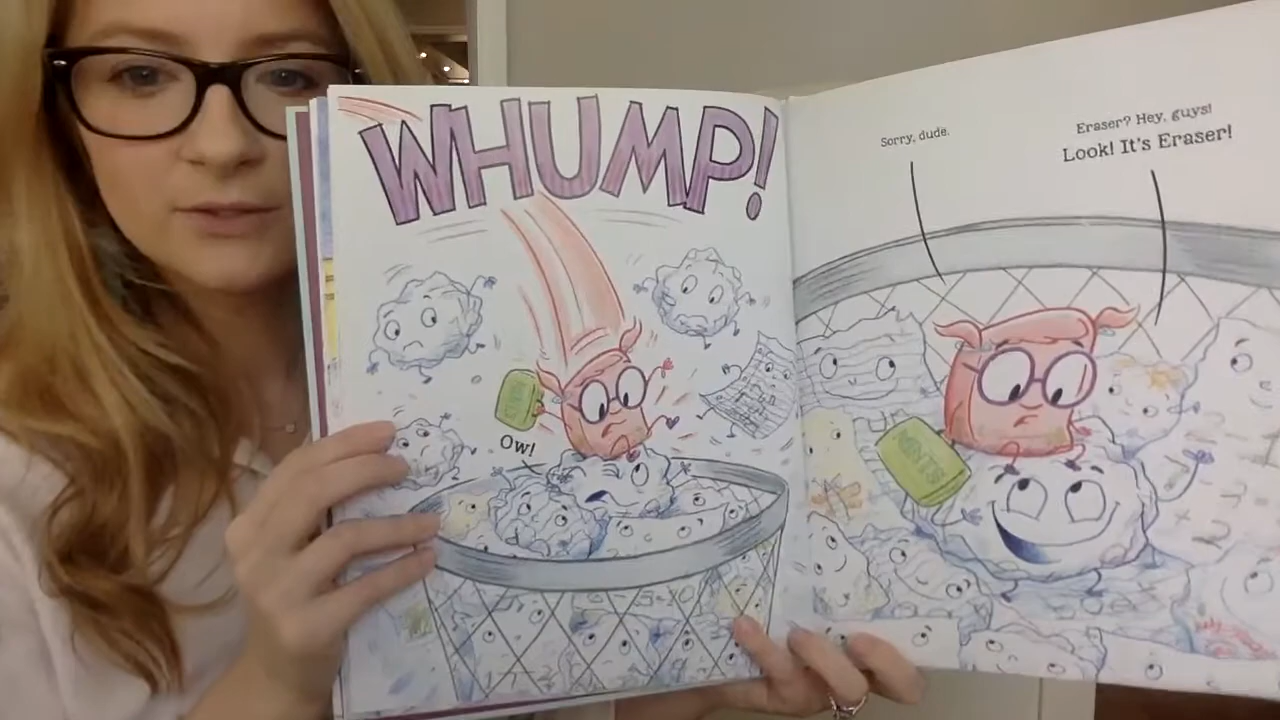 WHUMP!
Ow!
Sorry, dude.
Eraser? Hey, guys!
Look! It's Eraser!
MINTS